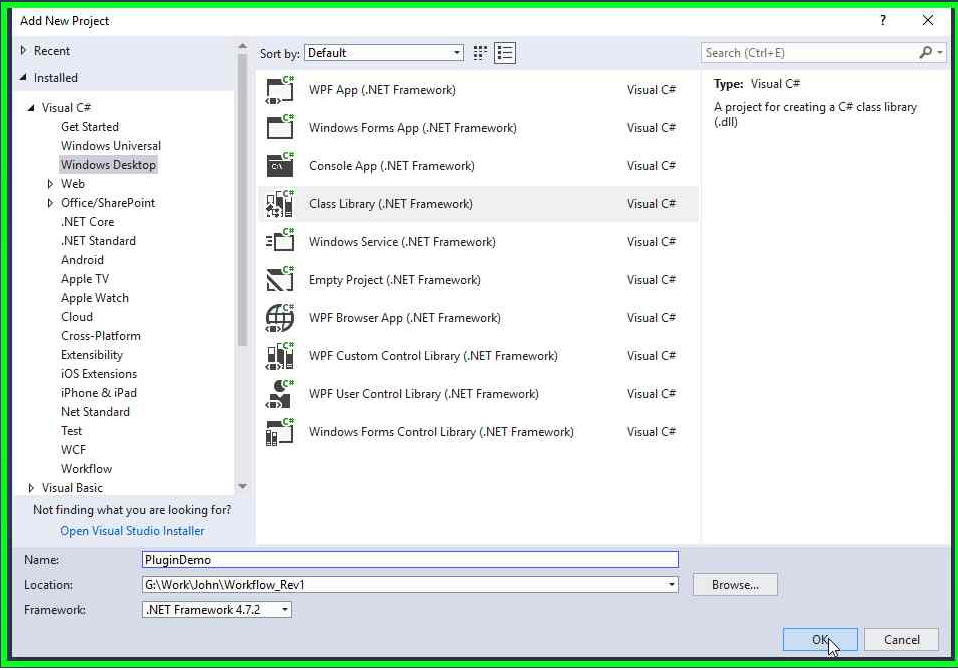 Add New Project
?
Recent
Installed
Visual C#
Get Started
Windows Universal
Windows Desktop
Web
Office/SharePoint
.NET Core
.NET Standard
Android
Apple TV
Apple Watch
Cloud
Cross-Platform
Extensibility
iOS Extensions
iPhone & iPad
Net Standard
Test
WCF
Workflow
Visual Basic
Not finding what you are looking for?
Open Visual Studio Installer
Sort by: Default
Search (Ctrl+E)
C# WPF App (.NET Framework) Visual C#
C# Windows Forms App (.NET Framework) Visual C#
C# C:\ Console App (.NET Framework) Visual C#
C# Class Library (.NET Framework) Visual C#
C# Windows Service (.NET Framework) Visual C#
C# Empty Project (.NET Framework) Visual C#
C# WPF Browser App (.NET Framework) Visual C#
C# WPF Custom Control Library (.NET Framework) Visual C#
C# WPF User Control Library (.NET Framework) Visual C#
C# Windows Forms Control Library (.NET Framework) Visual C#
Type: Visual C#
A project for creating a C# class library
(.dll)
Name: PluginDemo
Location: G:\Work\John\Workflow_Rev1 Browse...
Framework: .NET Framework 4.7.2
OK Cancel